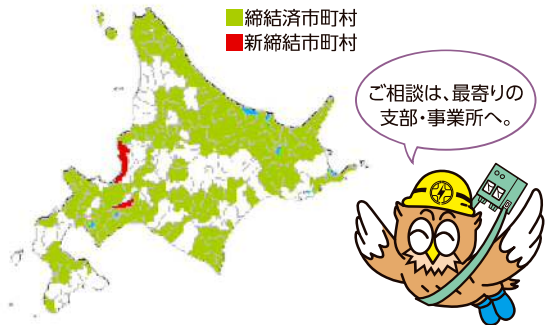 締結済市町村
新締結市町村
ご相談は、最寄りの
支部・事業所へ。